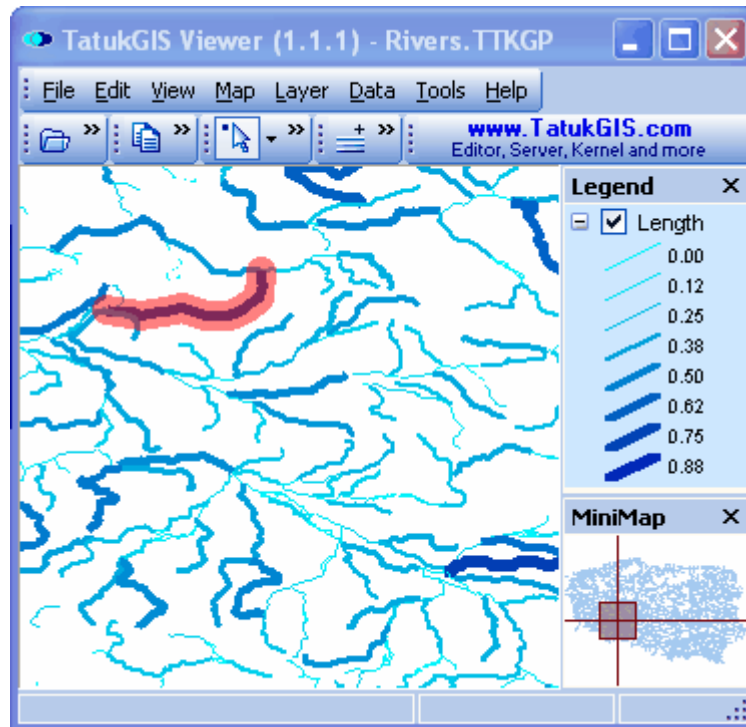 TatukGIS Viewer (1.1.1) - Rivers.TTKGP
File Edit View Map Layer Data Tools Help
www.TatukGIS.com
Editor, Server, Kernel and more
Legend
Length
0.00
0.12
0.25
0.38
0.50
0.62
0.75
0.88
MiniMap